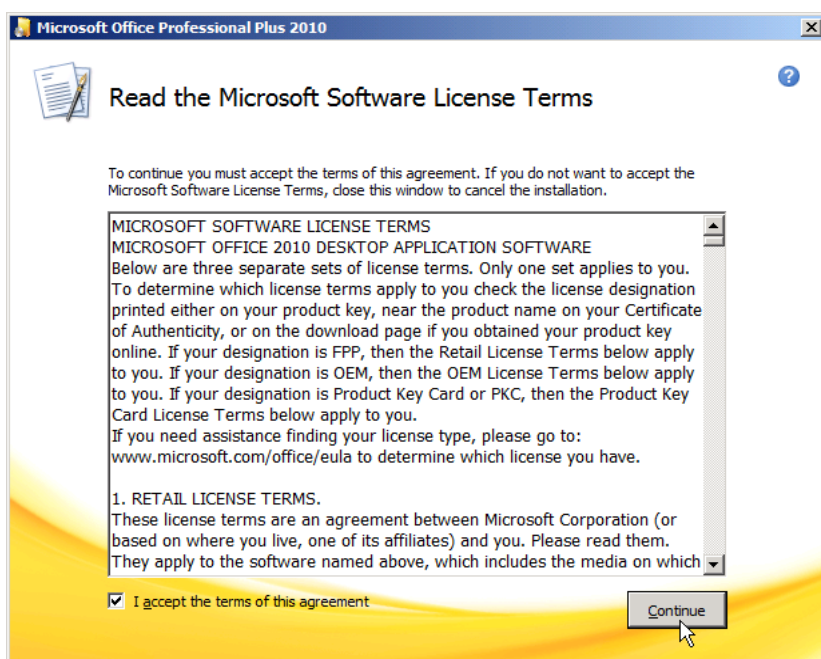 Microsoft Office Professional Plus 2010
Read the Microsoft Software License Terms
To continue you must accept the terms of this agreement. If you do not want to accept the
Microsoft Software License Terms, close this window to cancel the installation.
MICROSOFT SOFTWARE LICENSE TERMS
MICROSOFT OFFICE 2010 DESKTOP APPLICATION SOFTWARE
Below are three separate sets of license terms. Only one set applies to you.
To determine which license terms apply to you check the license designation
printed either on your product key, near the product name on your Certificate
of Authenticity, or on the download page if you obtained your product key
online. If your designation is FPP, then the Retail License Terms below apply
to you. If your designation is OEM, then the OEM License Terms below apply
to you. If your designation is Product Key Card or PKC, then the Product Key
Card License Terms below apply to you.
If you need assistance finding your license type, please go to:
www.microsoft.com/office/eula to determine which license you have.
1. RETAIL LICENSE TERMS.
These license terms are an agreement between Microsoft Corporation (or
based on where you live, one of its affiliates) and you. Please read them.
They apply to the software named above, which includes the media on which
I accept the terms of this agreement
Continue